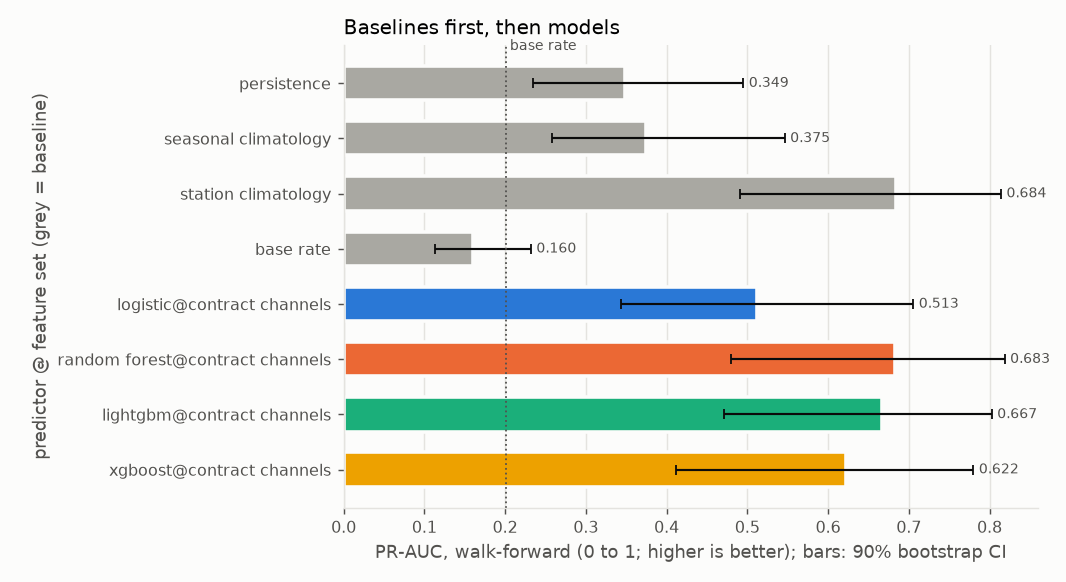 Baselines first, then models
base rate
predictor @ feature set (grey = baseline)
persistence 0.349
seasonal climatology 0.375
station climatology 0.684
base rate 0.160
logistic@contract channels 0.513
random forest@contract channels 0.683
lightgbm@contract channels 0.667
xgboost@contract channels 0.622
0.0 0.1 0.2 0.3 0.4 0.5 0.6 0.7 0.8
PR-AUC, walk-forward (0 to 1; higher is better); bars: 90% bootstrap CI